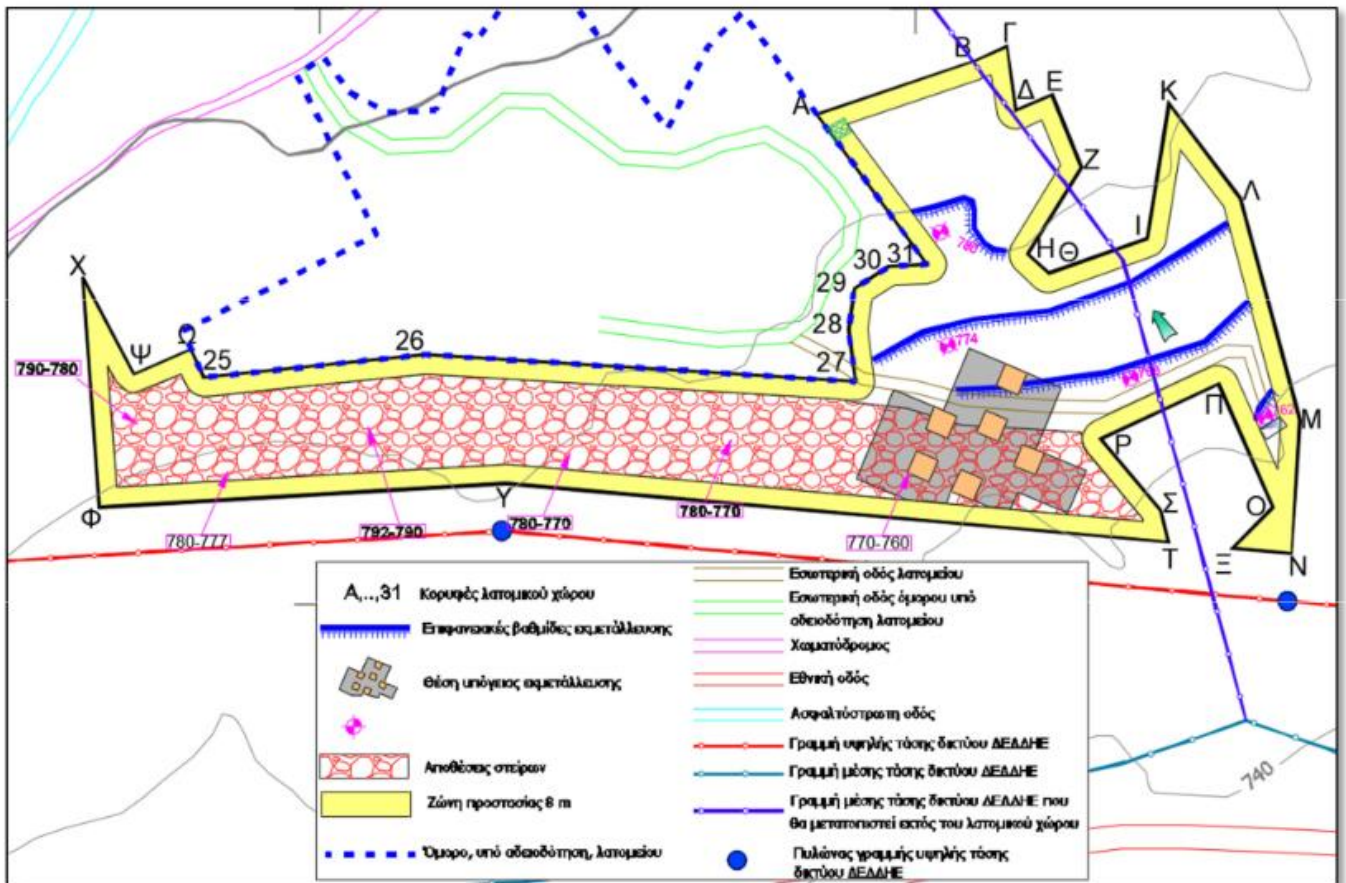 Γ
Β
Ε
Δ
Κ
Α
Ζ
Λ
Ι
780
Η Θ
30 31
Χ
29
28
Ω
774
26
27
Ψ
25
790-780
Π
62
Μ
Ρ
Υ
Σ
Ο
Φ
780-777
792-790
780-770
780-770
770-760
Τ
Ξ
Ν
Α,..,31 Κορυφές λατομικού χώρου
Επιφανειακές βαθμίδες εκμετάλλευσης
Θέση υπόγειας εκμετάλλευσης
Αποθέσεις στείρων
Ζώνη προστασίας 8 m
Όμορο, υπό αδειοδότηση, λατομείου
Εσωτερική οδός λατομείου
Εσωτερική οδός όμορου υπό
αδειοδότηση λατομείου
Χωματόδρομος
Εθνική οδός
Ασφαλτόστρωτη οδός
Γραμμή υψηλής τάσης δικτύου ΔΕΔΔΗΕ
Γραμμή μέσης τάσης δικτύου ΔΕΔΔΗΕ
Γραμμή μέσης τάσης δικτύου ΔΕΔΔΗΕ που
θα μετατοπιστεί εκτός του λατομικού χώρου
Πυλώνας γραμμής υψηλής τάσης
δικτύου ΔΕΔΔΗΕ
740